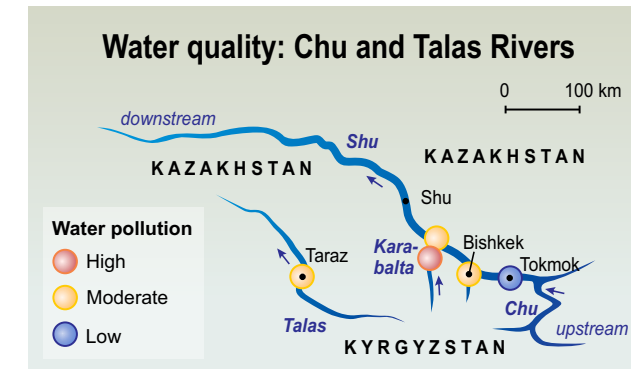 Water quality: Chu and Talas Rivers
0 100 km
downstream
Shu
KAZAKHSTAN
KAZAKHSTAN
Shu
Water pollution
High
Moderate
Low
Taraz
Kara-
balta
Bishkek
Tokmok
Talas
Chu
upstream
KYRGYZSTAN